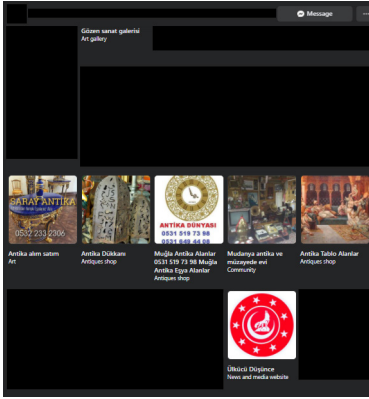 Message
Gözen sanat galerisi
Art gallery
SARAY ANTİKA
0532 233 2306
ANTİKA DÜNYASI
0531 519 73 98
0531 649 44 08
Antika alım satım
Art
Antika Dükkanı
Antiques shop
Muğla Antika Alanlar
0531 519 73 98 Muğla
Antika Eşya Alanlar
Antiques shop
Mudanya antika ve
müzayede evi
Community
Antika Tablo Alanlar
Antiques shop
Ülkücü Düşünce
News and media website